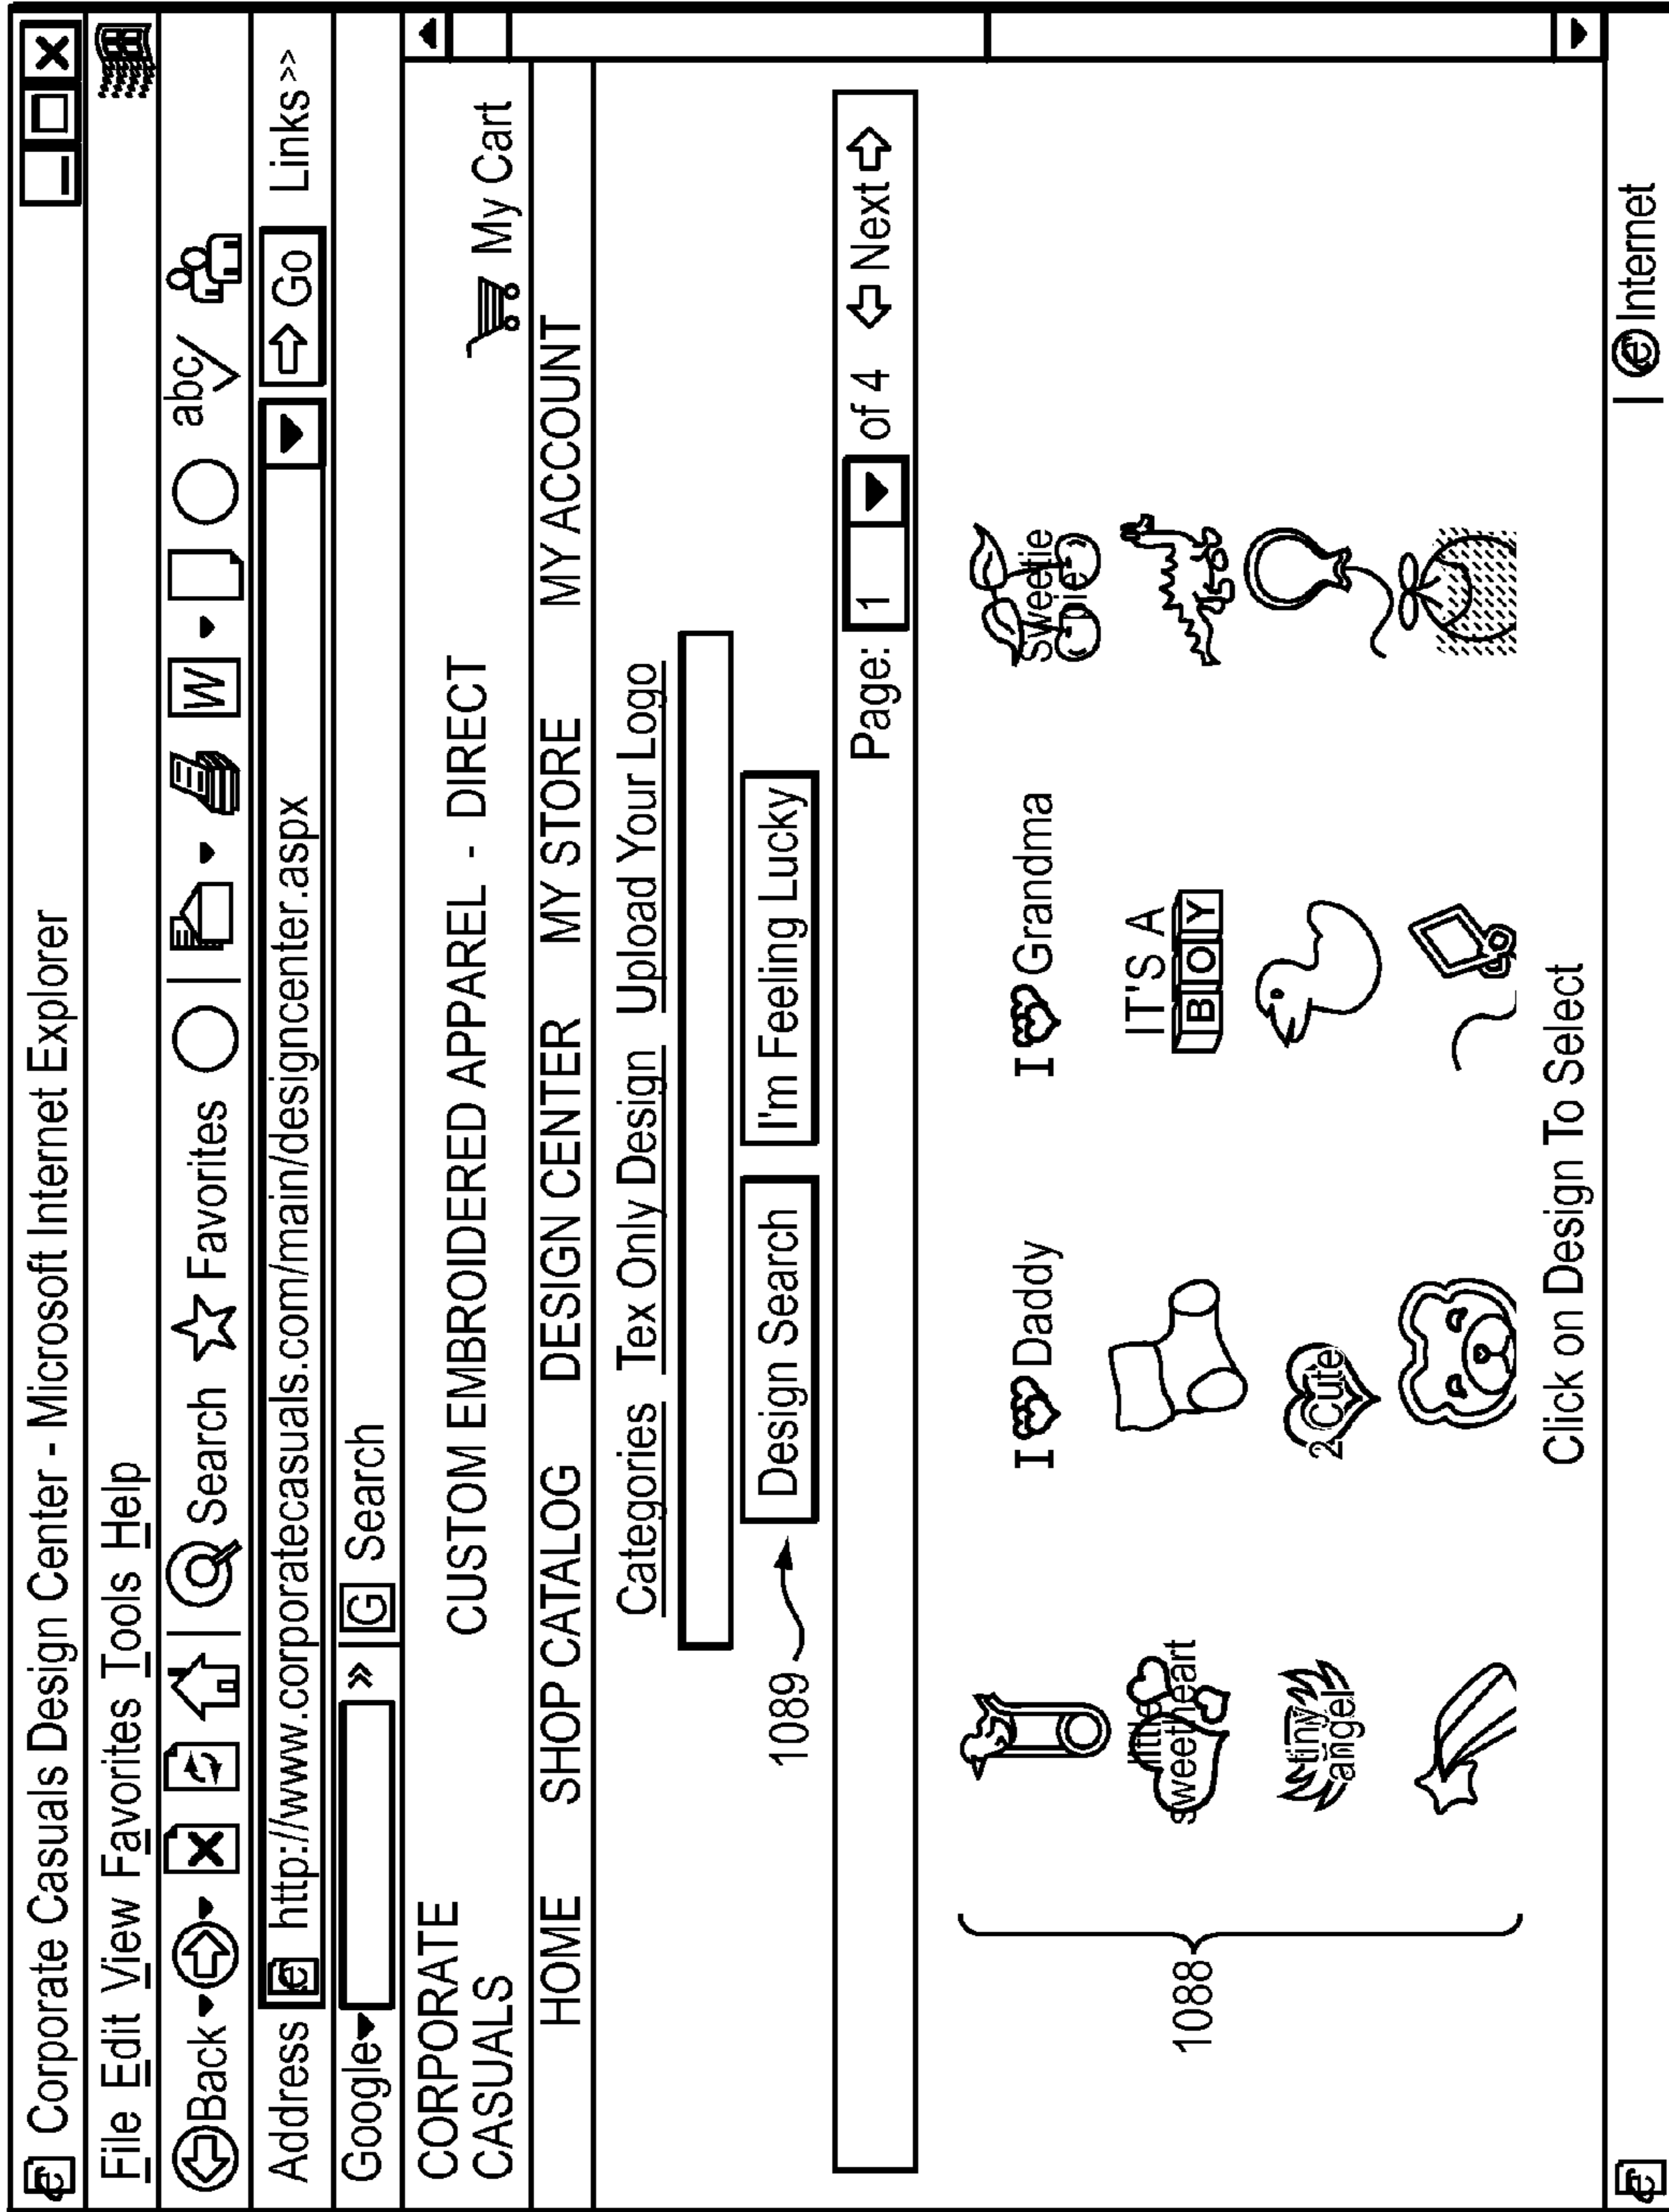 Corporate Casuals Design Center - Microsoft Internet Explorer
File Edit View Favorites Tools Help
Back Search Favorites W abc
Address http://www.corporatecasuals.com/main/designcenter.aspx Go Links >>
Google >> G Search
CORPORATE
CASUALS
CUSTOM EMBROIDERED APPAREL - DIRECT
My Cart
HOME SHOP CATALOG DESIGN CENTER MY STORE MY ACCOUNT
Categories Tex Only Design Upload Your Logo
1089 Design Search I'm Feeling Lucky
Page: 1 of 4 Next
I Daddy
I Grandma
Sweetie
pie
1088
little
sweetheart
IT'S A
BOY
tiny
angel
2 Cute
Click on Design To Select
Internet